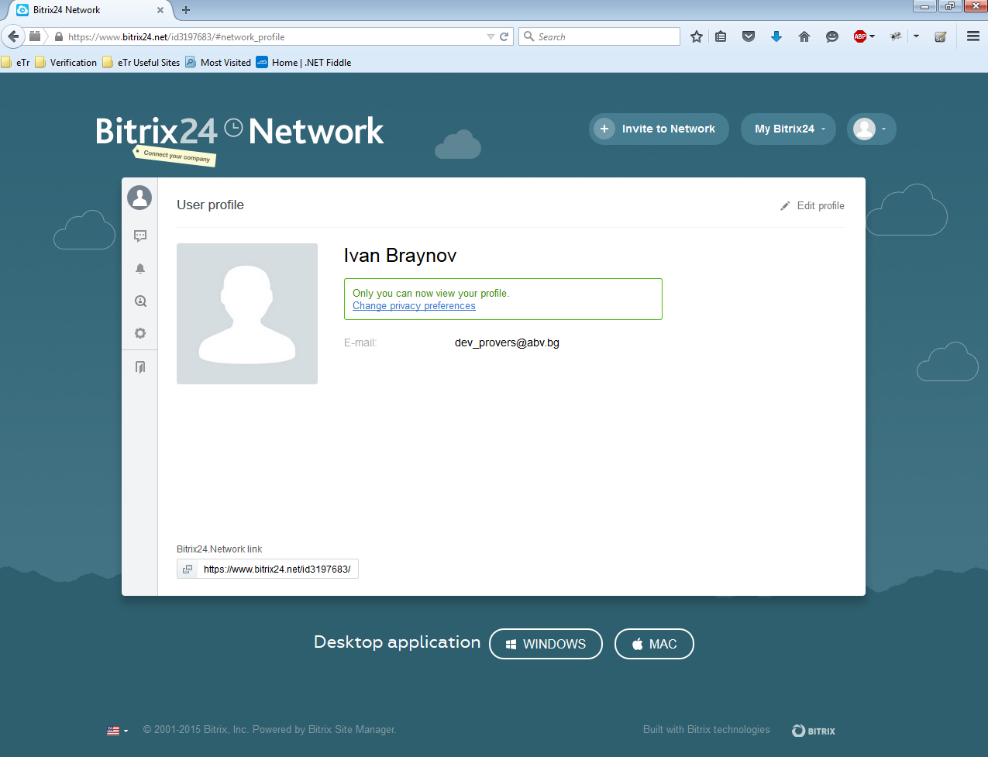 Bitrix24 Network
https://www.bitrix24.net/id3197683/#network_profile
Search
ABP
eTr
Verification
eTr Useful Sites
Most Visited
Home | .NET Fiddle
Bitrix24 Network
Connect your company
Invite to Network
My Bitrix24
User profile
Edit profile
Ivan Braynov
Only you can now view your profile.
Change privacy preferences
E-mail:
dev_provers@abv.bg
Bitrix24.Network link
https://www.bitrix24.net/id3197683/
Desktop application
WINDOWS
MAC
© 2001-2015 Bitrix, Inc. Powered by Bitrix Site Manager.
Built with Bitrix technologies
BITRIX